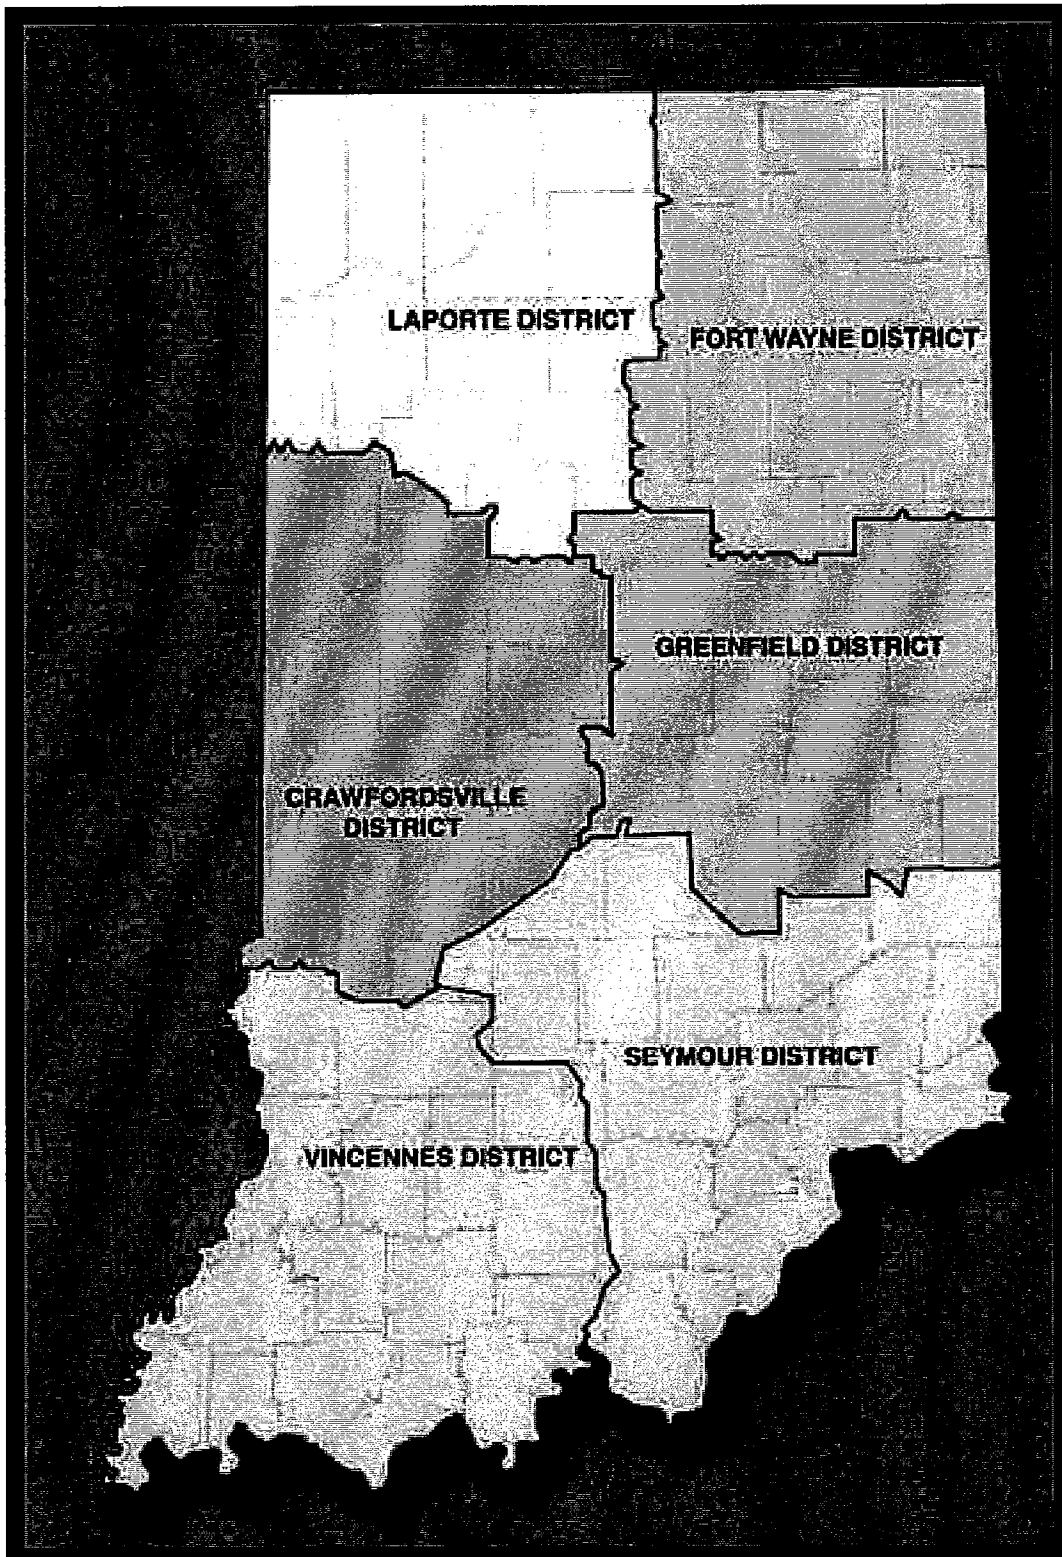 LAPORTE DISTRICT
FORT WAYNE DISTRICT
GREENFIELD DISTRICT
CRAWFORDSVILLE
DISTRICT
SEYMOUR DISTRICT
VINCENNES DISTRICT